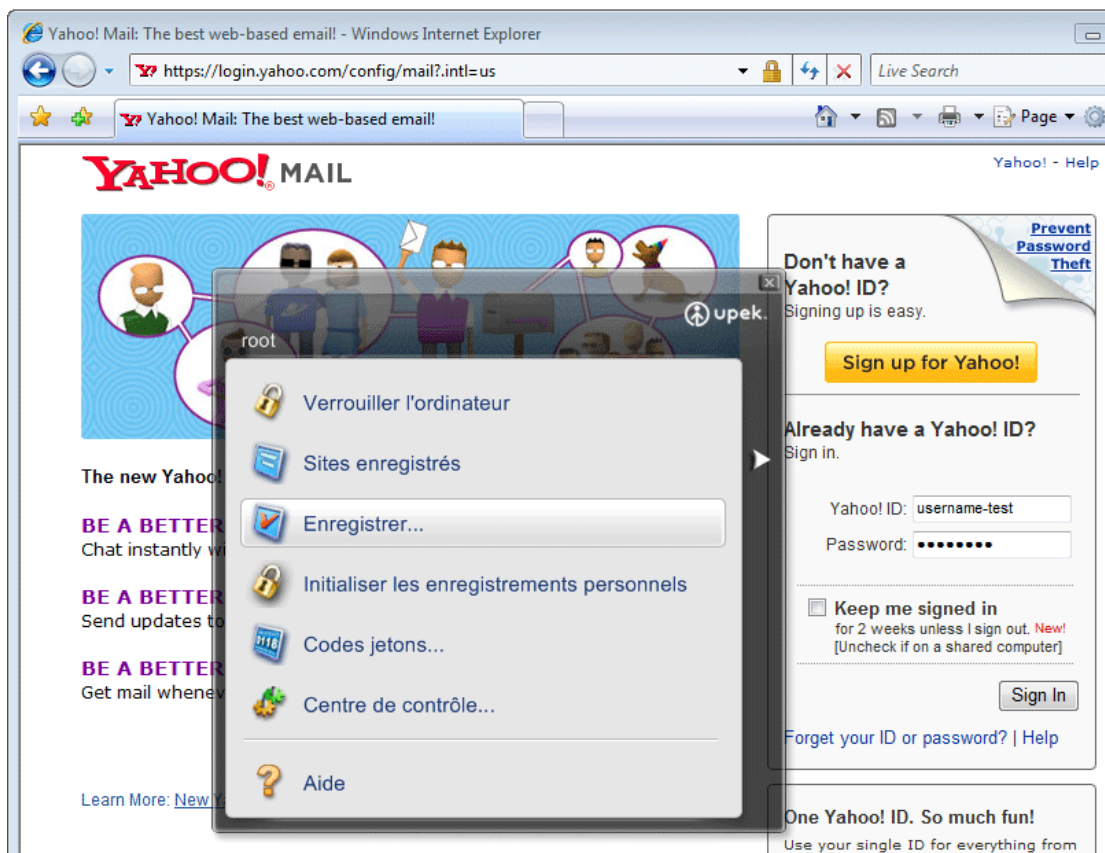 Yahoo! Mail: The best web-based email! - Windows Internet Explorer
https://login.yahoo.com/config/mail?.intl=us
Live Search
Yahoo! Mail: The best web-based email!
Page
YAHOO! MAIL
Yahoo! - Help
Prevent
Password
Theft
Don't have a
Yahoo! ID?
Signing up is easy.
Sign up for Yahoo!
Already have a Yahoo! ID?
Sign in.
Yahoo! ID: username-test
Password: ••••••••
Keep me signed in
for 2 weeks unless I sign out. New!
[Uncheck if on a shared computer]
Sign In
Forget your ID or password? | Help
One Yahoo! ID. So much fun!
Use your single ID for everything from
The new Yahoo!
BE A BETTER
Chat instantly wi
BE A BETTER
Send updates to
BE A BETTER
Get mail whenev
Learn More: New Y
upek
root
Verrouiller l'ordinateur
Sites enregistrés
Enregistrer...
Initialiser les enregistrements personnels
Codes jetons...
Centre de contrôle...
Aide